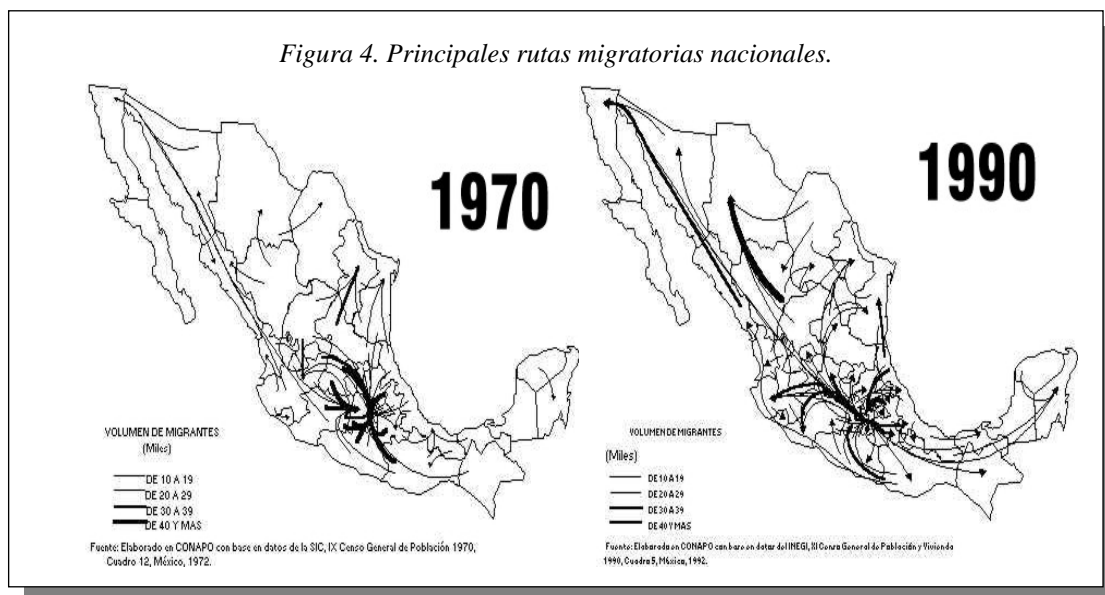 Figura 4. Principales rutas migratorias nacionales.
1970
VOLUMEN DE MIGRANTES
(Miles)
DE 10 A 19
DE 20 A 29
DE 30 A 39
DE 40 Y MAS
Fuente: Elaborado en CONAPO con base en datos de la SIC, IX Censo General de Población 1970,
Cuadro 12, México, 1972.
1990
VOLUMEN DE MIGRANTES
(Miles)
DE 10 A 19
DE 20 A 29
DE 30 A 39
DE 40 Y MAS
Fuente: Elaborado en CONAPO con base en datos del INEGI, XI Censo General de Población y Vivienda
1990, Cuadro 5, México, 1992.